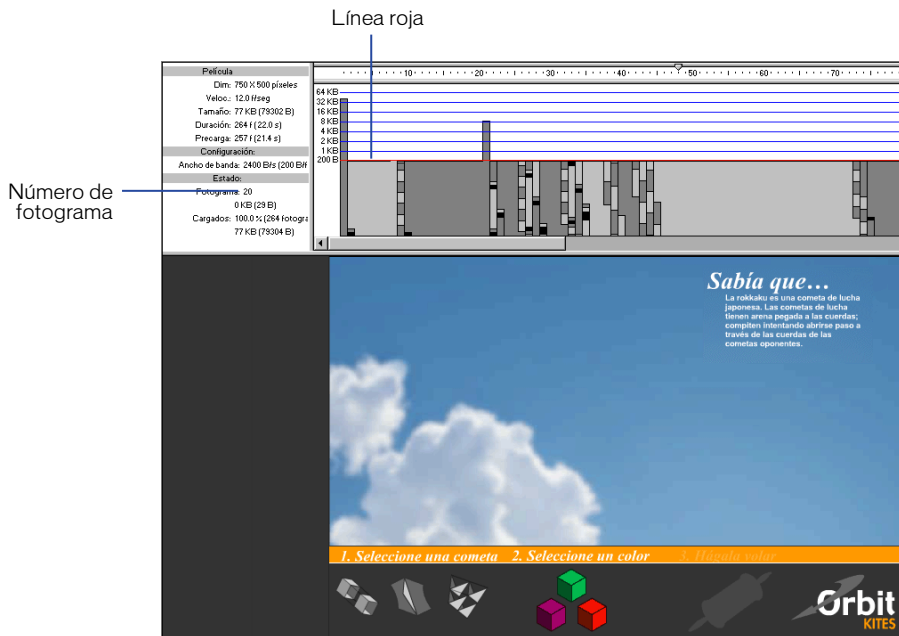 Línea roja
Número de
fotograma
Película
Dim: 750 X 500 píxeles
Veloc.: 12.0 f/seg
Tamaño: 77 KB (79302 B)
Duración: 264 f (22.0 s)
Precarga: 257 f (21.4 s)
Configuración:
Ancho de banda: 2400 B/s (200 B/f
Estado:
Fotograma: 20
0 KB (29 B)
Cargados: 100.0 % (264 fotogra
77 KB (79304 B)
10 20 30 40 50 60 70
64 KB
32 KB
16 KB
8 KB
4 KB
2 KB
1 KB
200 B
Sabía que...
La rokkaku es una cometa de lucha
japonesa. Las cometas de lucha
tienen arena pegada a las cuerdas;
compiten intentando abrirse paso a
través de las cuerdas de las
cometas oponentes.
1. Seleccione una cometa 2. Seleccione un color 3. Hágala volar
Orbit
KITES